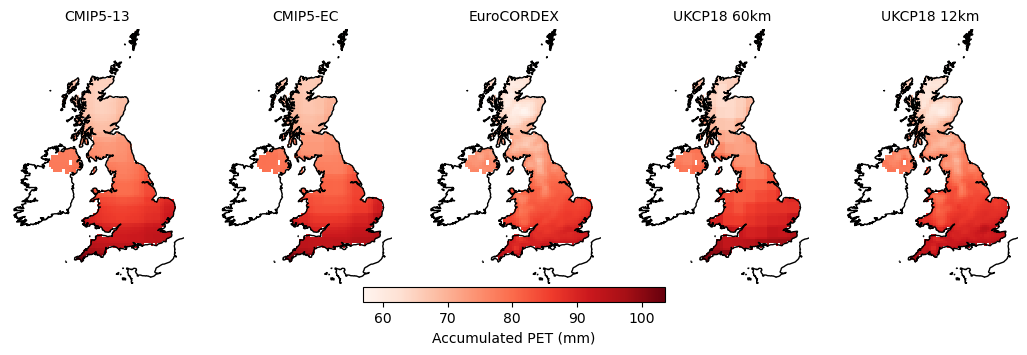 CMIP5-13 CMIP5-EC EuroCORDEX UKCP18 60km UKCP18 12km
60 70 80 90 100
Accumulated PET (mm)